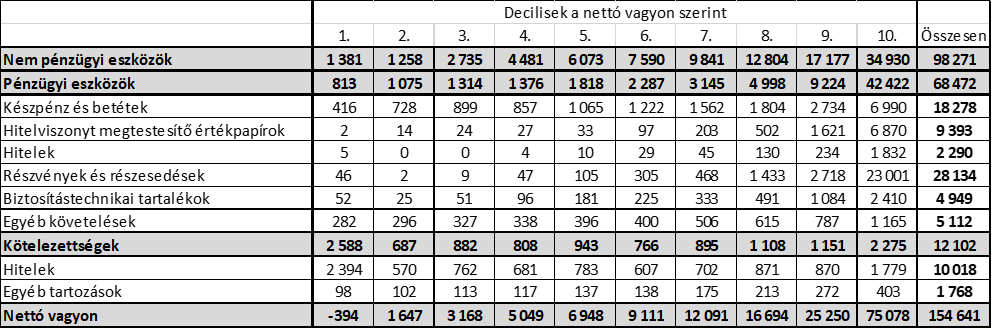 Decilisek a nettó vagyon szerint
1. 2. 3. 4. 5. 6. 7. 8. 9. 10. Összesen
Nem pénzügyi eszközök 1 381 1 258 2 735 4 481 6 073 7 590 9 841 12 804 17 177 34 930 98 271
Pénzügyi eszközök 813 1 075 1 314 1 376 1 818 2 287 3 145 4 998 9 224 42 422 68 472
Készpénz és betétek 416 728 899 857 1 065 1 222 1 562 1 804 2 734 6 990 18 278
Hitelviszonyt megtestesítő értékpapírok 2 14 24 27 33 97 203 502 1 621 6 870 9 393
Hitelek 5 0 0 4 10 29 45 130 234 1 832 2 290
Részvények és részesedések 46 2 9 47 105 305 468 1 433 2 718 23 001 28 134
Biztosítástechnikai tartalékok 52 25 51 96 181 225 333 491 1 084 2 410 4 949
Egyéb követelések 282 296 327 338 396 400 506 615 787 1 165 5 112
Kötelezettségek 2 588 687 882 808 943 766 895 1 108 1 151 2 275 12 102
Hitelek 2 394 570 762 681 783 607 702 871 870 1 779 10 018
Egyéb tartozások 98 102 113 117 137 138 175 213 272 403 1 768
Nettó vagyon -394 1 647 3 168 5 049 6 948 9 111 12 091 16 694 25 250 75 078 154 641